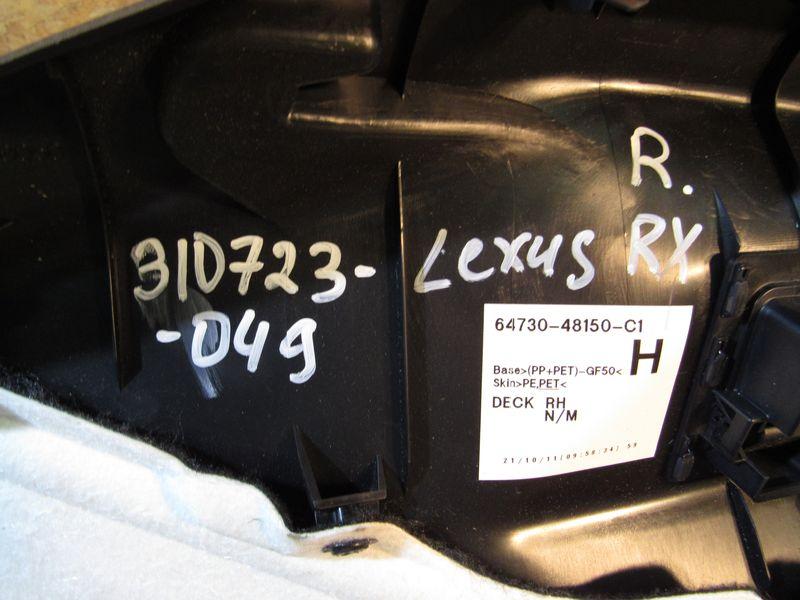 R.
310723- Lexus RX
-049
64730-48150-C1
H
Base>(PP+PET)-GF50<
Skin>PE,PET<
DECK RH
N/M
21/10/11(09:58:34) 59